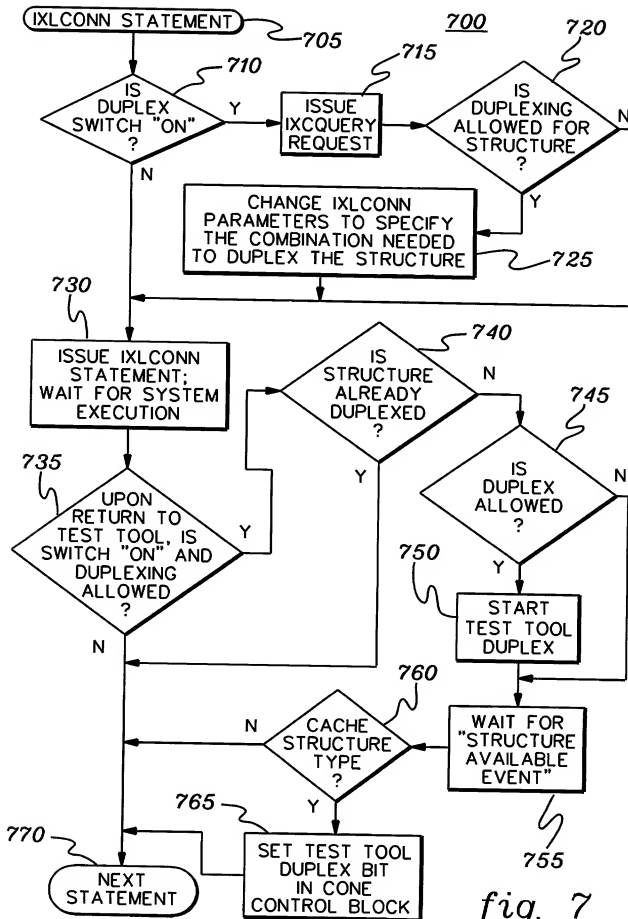 IXLCONN STATEMENT
705
700
710
715
720
IS
DUPLEX
SWITCH "ON"
?
Y
N
ISSUE
IXCQUERY
REQUEST
IS
DUPLEXING
ALLOWED FOR
STRUCTURE
?
N
Y
CHANGE IXLCONN
PARAMETERS TO SPECIFY
THE COMBINATION NEEDED
TO DUPLEX THE STRUCTURE
725
730
ISSUE IXLCONN
STATEMENT;
WAIT FOR SYSTEM
EXECUTION
740
IS
STRUCTURE
ALREADY
DUPLEXED
?
N
Y
745
IS
DUPLEX
ALLOWED
?
N
Y
735
UPON
RETURN TO
TEST TOOL, IS
SWITCH "ON" AND
DUPLEXING
ALLOWED
?
Y
N
750
START
TEST TOOL
DUPLEX
760
CACHE
STRUCTURE
TYPE
?
N
Y
WAIT FOR
"STRUCTURE
AVAILABLE
EVENT"
755
765
SET TEST TOOL
DUPLEX BIT
IN CONE
CONTROL BLOCK
770
NEXT
STATEMENT
fig. 7